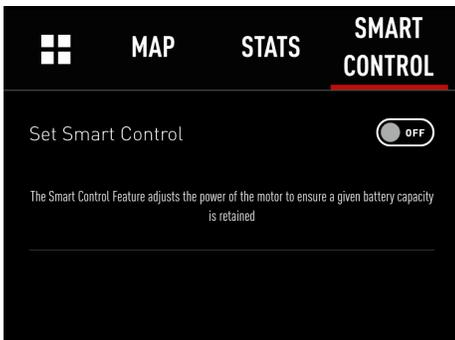 MAP
STATS
SMART
CONTROL
Set Smart Control
OFF
The Smart Control Feature adjusts the power of the motor to ensure a given battery capacity
is retained